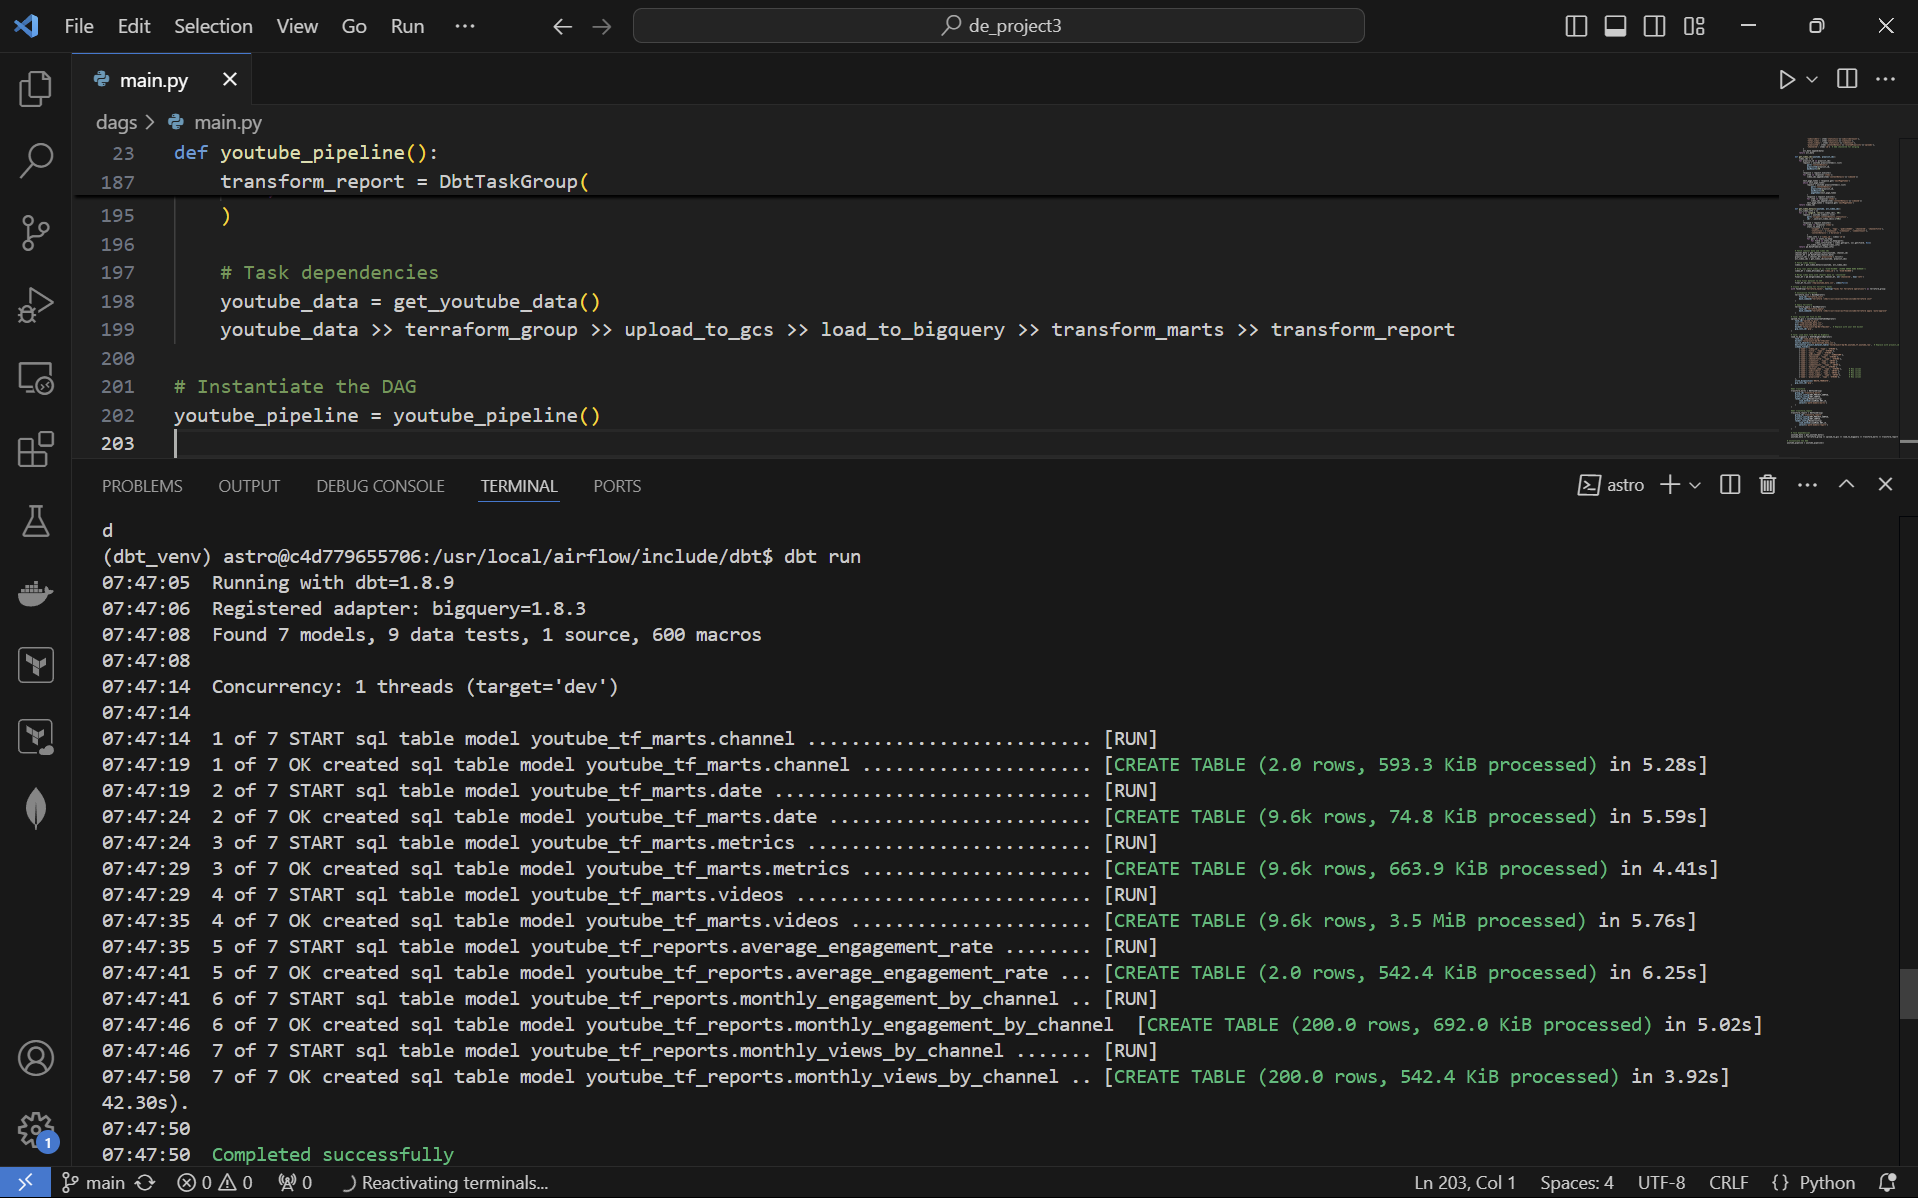 File Edit Selection View Go Run ··· de_project3
main.py
dags > main.py
23 def youtube_pipeline():
187 transform_report = DbtTaskGroup(
195 )
196
197 # Task dependencies
198 youtube_data = get_youtube_data()
199 youtube_data >> terraform_group >> upload_to_gcs >> load_to_bigquery >> transform_marts >> transform_report
200
201 # Instantiate the DAG
202 youtube_pipeline = youtube_pipeline()
203
PROBLEMS OUTPUT DEBUG CONSOLE TERMINAL PORTS astro
d
(dbt_venv) astro@c4d779655706:/usr/local/airflow/include/dbt$ dbt run
07:47:05 Running with dbt=1.8.9
07:47:06 Registered adapter: bigquery=1.8.3
07:47:08 Found 7 models, 9 data tests, 1 source, 600 macros
07:47:08
07:47:14 Concurrency: 1 threads (target='dev')
07:47:14
07:47:14 1 of 7 START sql table model youtube_tf_marts.channel .......................... [RUN]
07:47:19 1 of 7 OK created sql table model youtube_tf_marts.channel ..................... [CREATE TABLE (2.0 rows, 593.3 KiB processed) in 5.28s]
07:47:19 2 of 7 START sql table model youtube_tf_marts.date ............................. [RUN]
07:47:24 2 of 7 OK created sql table model youtube_tf_marts.date ........................ [CREATE TABLE (9.6k rows, 74.8 KiB processed) in 5.59s]
07:47:24 3 of 7 START sql table model youtube_tf_marts.metrics .......................... [RUN]
07:47:29 3 of 7 OK created sql table model youtube_tf_marts.metrics ..................... [CREATE TABLE (9.6k rows, 663.9 KiB processed) in 4.41s]
07:47:29 4 of 7 START sql table model youtube_tf_marts.videos ........................... [RUN]
07:47:35 4 of 7 OK created sql table model youtube_tf_marts.videos ...................... [CREATE TABLE (9.6k rows, 3.5 MiB processed) in 5.76s]
07:47:35 5 of 7 START sql table model youtube_tf_reports.average_engagement_rate ........ [RUN]
07:47:41 5 of 7 OK created sql table model youtube_tf_reports.average_engagement_rate ... [CREATE TABLE (2.0 rows, 542.4 KiB processed) in 6.25s]
07:47:41 6 of 7 START sql table model youtube_tf_reports.monthly_engagement_by_channel .. [RUN]
07:47:46 6 of 7 OK created sql table model youtube_tf_reports.monthly_engagement_by_channel [CREATE TABLE (200.0 rows, 692.0 KiB processed) in 5.02s]
07:47:46 7 of 7 START sql table model youtube_tf_reports.monthly_views_by_channel ....... [RUN]
07:47:50 7 of 7 OK created sql table model youtube_tf_reports.monthly_views_by_channel .. [CREATE TABLE (200.0 rows, 542.4 KiB processed) in 3.92s]
42.30s).
07:47:50
07:47:50 Completed successfully
1
main 0 0 0 Reactivating terminals... Ln 203, Col 1 Spaces: 4 UTF-8 CRLF {} Python